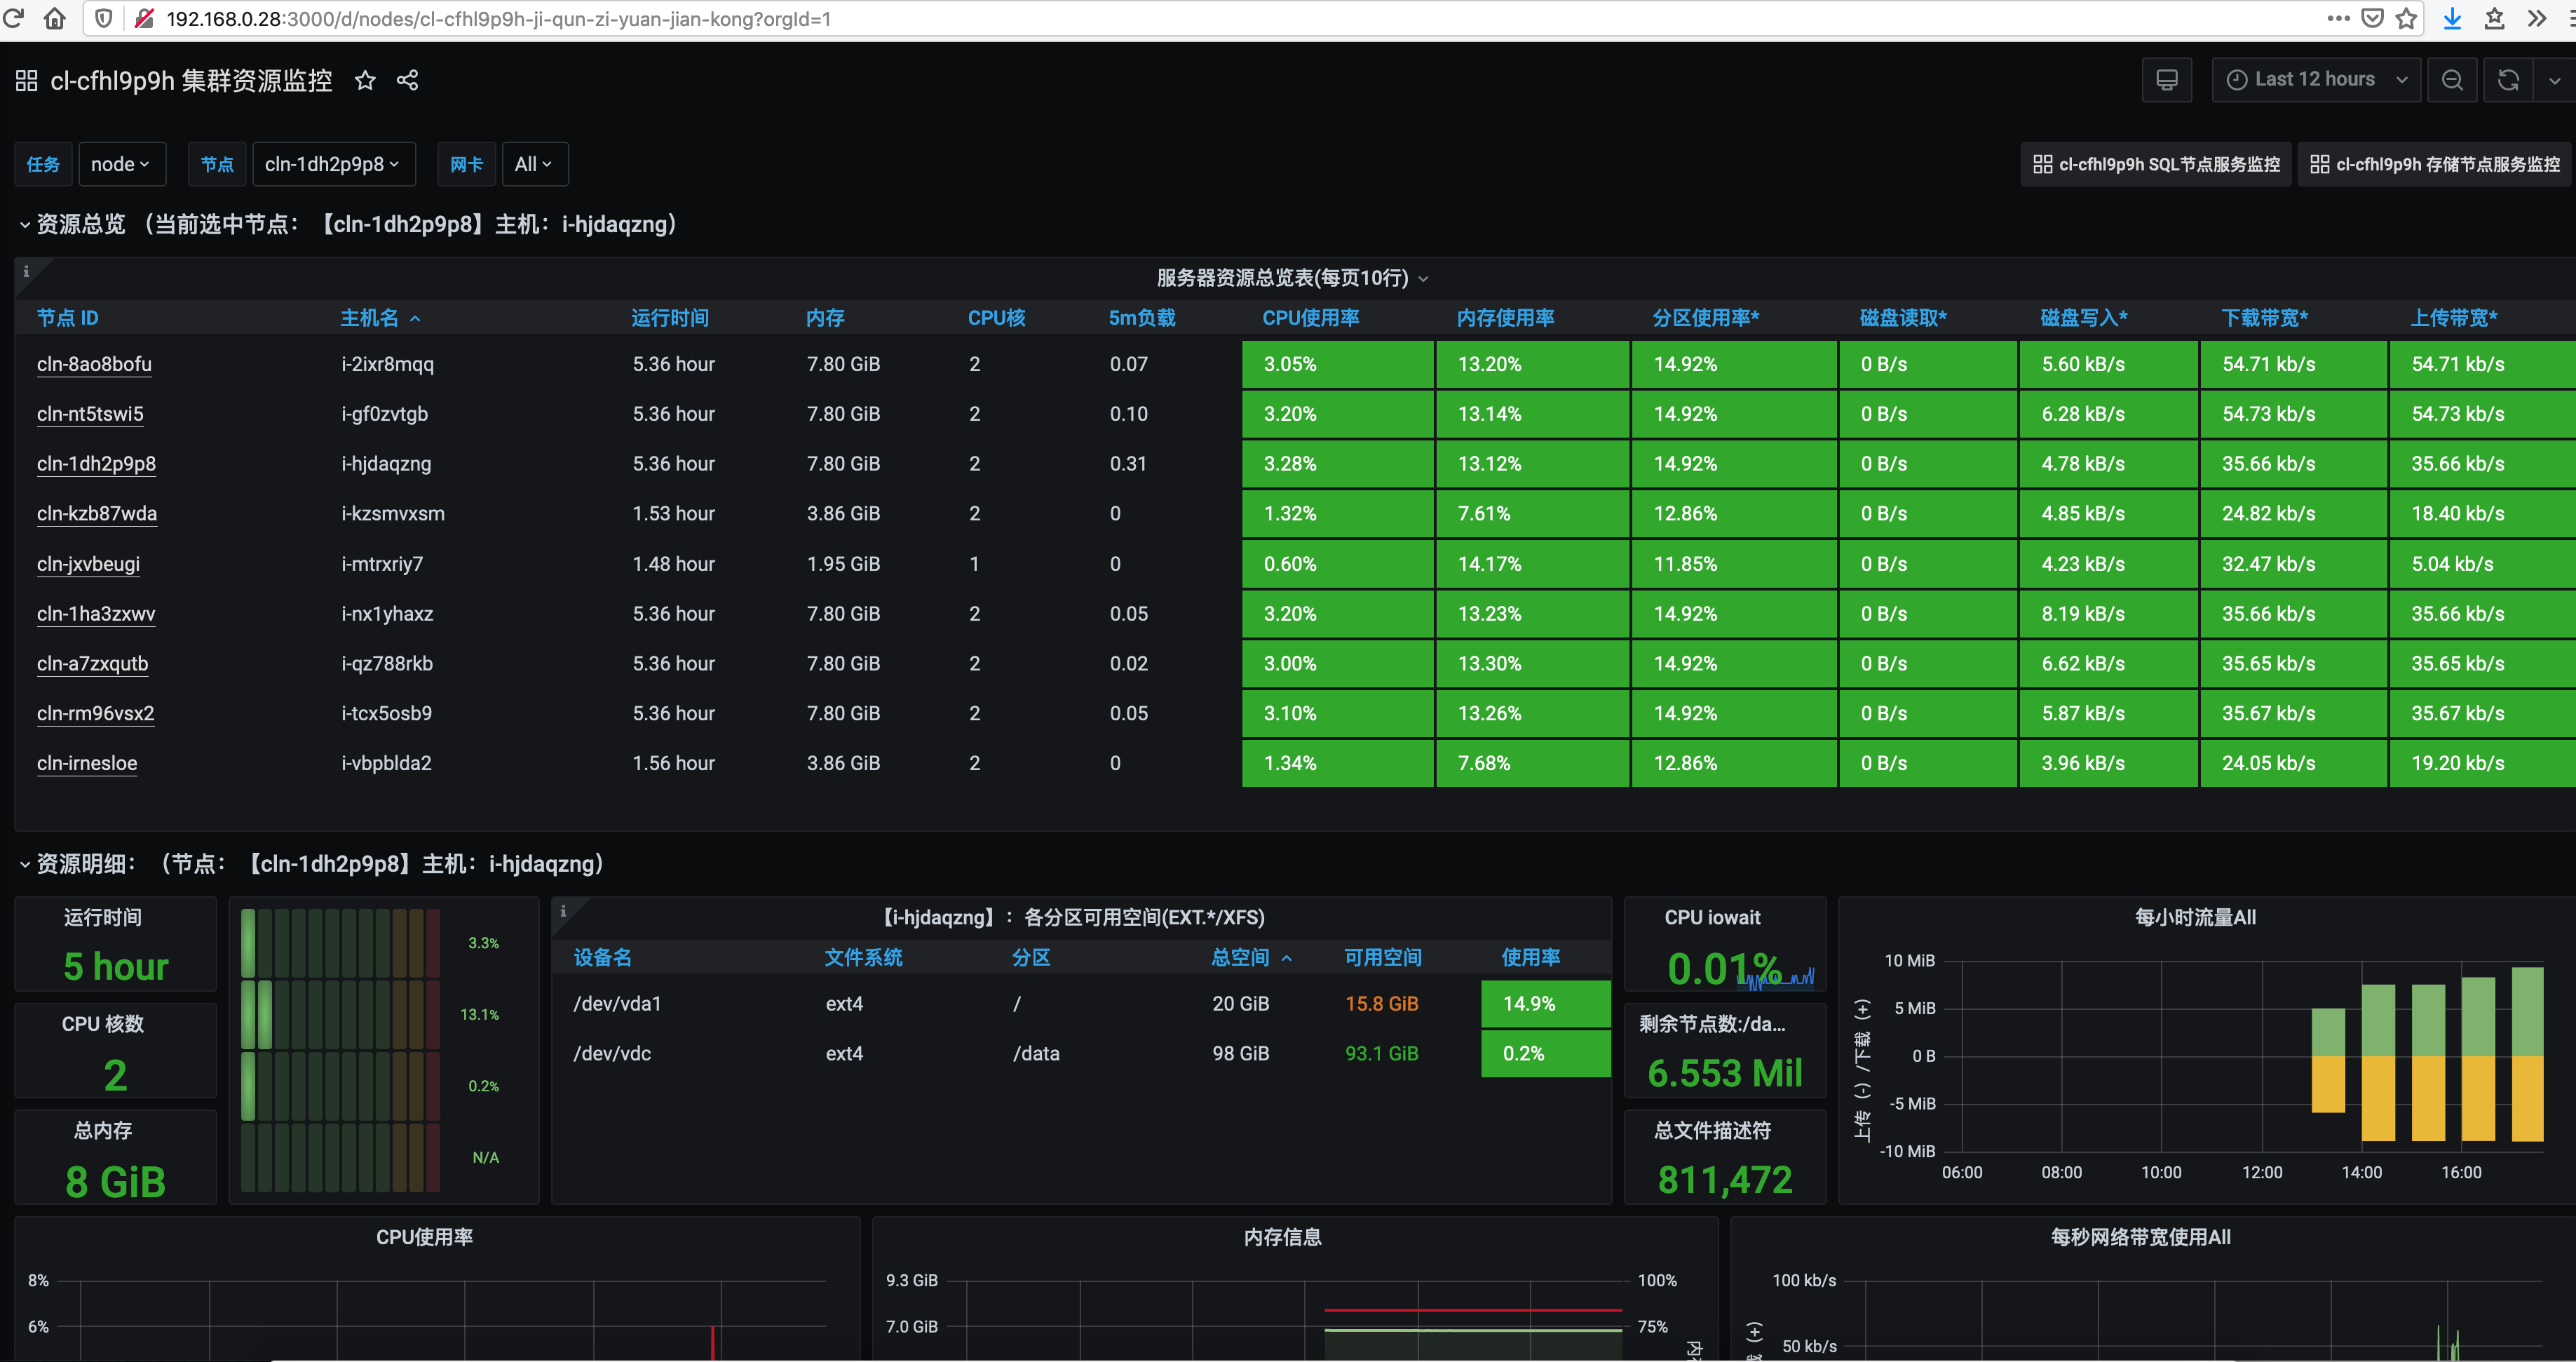 192.168.0.28:3000/d/nodes/cl-cfhl9p9h-ji-qun-zi-yuan-jian-kong?orgId=1
cl-cfhl9p9h 集群资源监控
Last 12 hours
任务 node 节点 cln-1dh2p9p8 网卡 All
cl-cfhl9p9h SQL节点服务监控 cl-cfhl9p9h 存储节点服务监控
资源总览 （当前选中节点：【cln-1dh2p9p8】主机：i-hjdaqzng）
服务器资源总览表(每页10行)
节点 ID 主机名 运行时间 内存 CPU核 5m负载 CPU使用率 内存使用率 分区使用率* 磁盘读取* 磁盘写入* 下载带宽* 上传带宽*
cln-8ao8bofu i-2ixr8mqq 5.36 hour 7.80 GiB 2 0.07 3.05% 13.20% 14.92% 0 B/s 5.60 kB/s 54.71 kb/s 54.71 kb/s
cln-nt5tswi5 i-gf0zvtgb 5.36 hour 7.80 GiB 2 0.10 3.20% 13.14% 14.92% 0 B/s 6.28 kB/s 54.73 kb/s 54.73 kb/s
cln-1dh2p9p8 i-hjdaqzng 5.36 hour 7.80 GiB 2 0.31 3.28% 13.12% 14.92% 0 B/s 4.78 kB/s 35.66 kb/s 35.66 kb/s
cln-kzb87wda i-kzsmvxsm 1.53 hour 3.86 GiB 2 0 1.32% 7.61% 12.86% 0 B/s 4.85 kB/s 24.82 kb/s 18.40 kb/s
cln-jxvbeugi i-mtrxriy7 1.48 hour 1.95 GiB 1 0 0.60% 14.17% 11.85% 0 B/s 4.23 kB/s 32.47 kb/s 5.04 kb/s
cln-1ha3zxwv i-nx1yhaxz 5.36 hour 7.80 GiB 2 0.05 3.20% 13.23% 14.92% 0 B/s 8.19 kB/s 35.66 kb/s 35.66 kb/s
cln-a7zxqutb i-qz788rkb 5.36 hour 7.80 GiB 2 0.02 3.00% 13.30% 14.92% 0 B/s 6.62 kB/s 35.65 kb/s 35.65 kb/s
cln-rm96vsx2 i-tcx5osb9 5.36 hour 7.80 GiB 2 0.05 3.10% 13.26% 14.92% 0 B/s 5.87 kB/s 35.67 kb/s 35.67 kb/s
cln-irnesloe i-vbpblda2 1.56 hour 3.86 GiB 2 0 1.34% 7.68% 12.86% 0 B/s 3.96 kB/s 24.05 kb/s 19.20 kb/s
资源明细：（节点：【cln-1dh2p9p8】主机：i-hjdaqzng）
运行时间
5 hour
CPU 核数
2
总内存
8 GiB
3.3%
13.1%
0.2%
N/A
【i-hjdaqzng】：各分区可用空间(EXT.*/XFS)
设备名 文件系统 分区 总空间 可用空间 使用率
/dev/vda1 ext4 / 20 GiB 15.8 GiB 14.9%
/dev/vdc ext4 /data 98 GiB 93.1 GiB 0.2%
CPU iowait
0.01%
剩余节点数:/da...
6.553 Mil
总文件描述符
811,472
每小时流量All
上传（-）/下载（+）
10 MiB
5 MiB
0 B
-5 MiB
-10 MiB
06:00 08:00 10:00 12:00 14:00 16:00
CPU使用率
8%
6%
内存信息
9.3 GiB 100%
7.0 GiB 75%
每秒网络带宽使用All
100 kb/s
50 kb/s
（+）